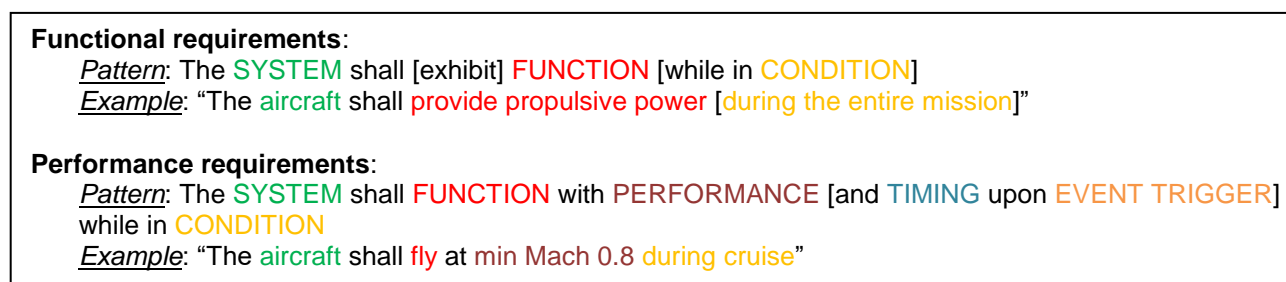 Functional requirements:
Pattern: The SYSTEM shall [exhibit] FUNCTION [while in CONDITION]
Example: “The aircraft shall provide propulsive power [during the entire mission]”
Performance requirements:
Pattern: The SYSTEM shall FUNCTION with PERFORMANCE [and TIMING upon EVENT TRIGGER]
while in CONDITION
Example: “The aircraft shall fly at min Mach 0.8 during cruise”